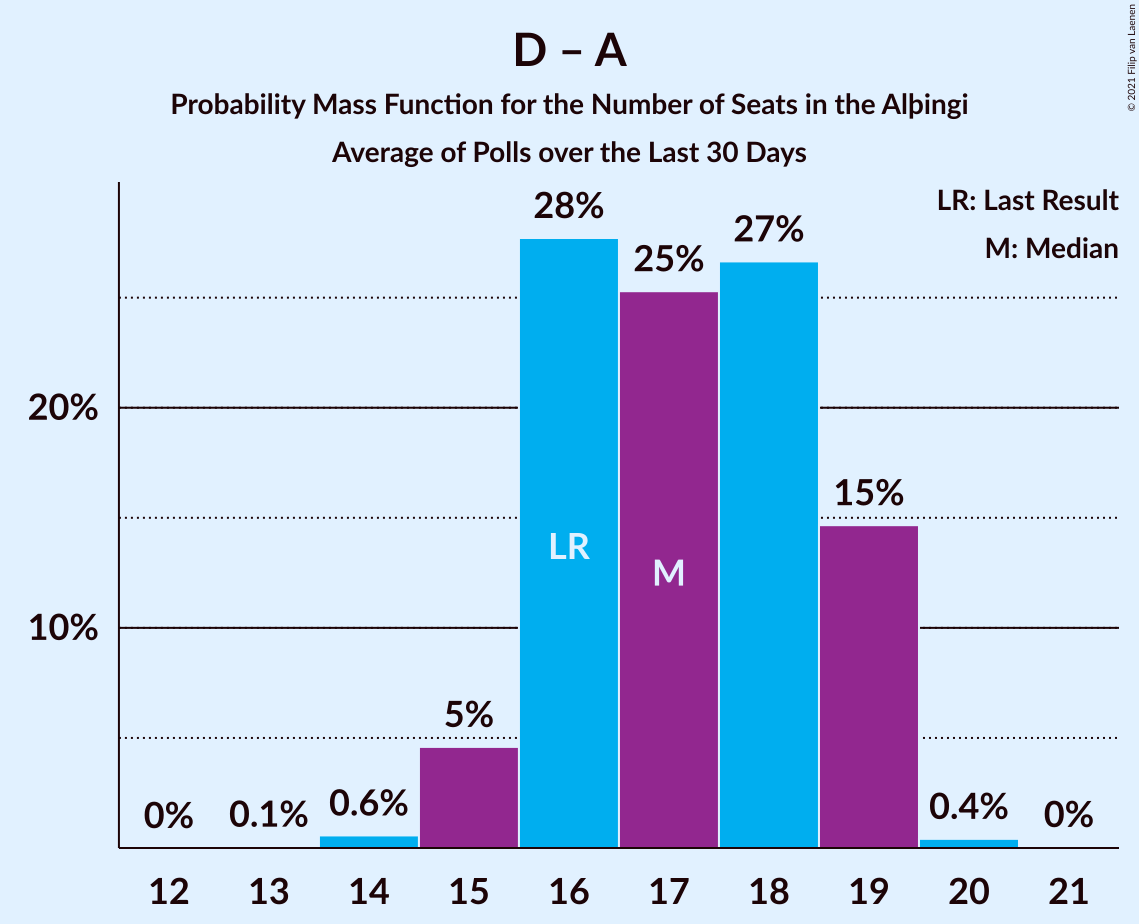 D – A
Probability Mass Function for the Number of Seats in the Alþingi
Average of Polls over the Last 30 Days
© 2021 Filip van Laenen
LR: Last Result
M: Median
28%
25%
27%
15%
5%
0%
0.1%
0.6%
0.4%
0%
LR
M
20%
10%
12 13 14 15 16 17 18 19 20 21